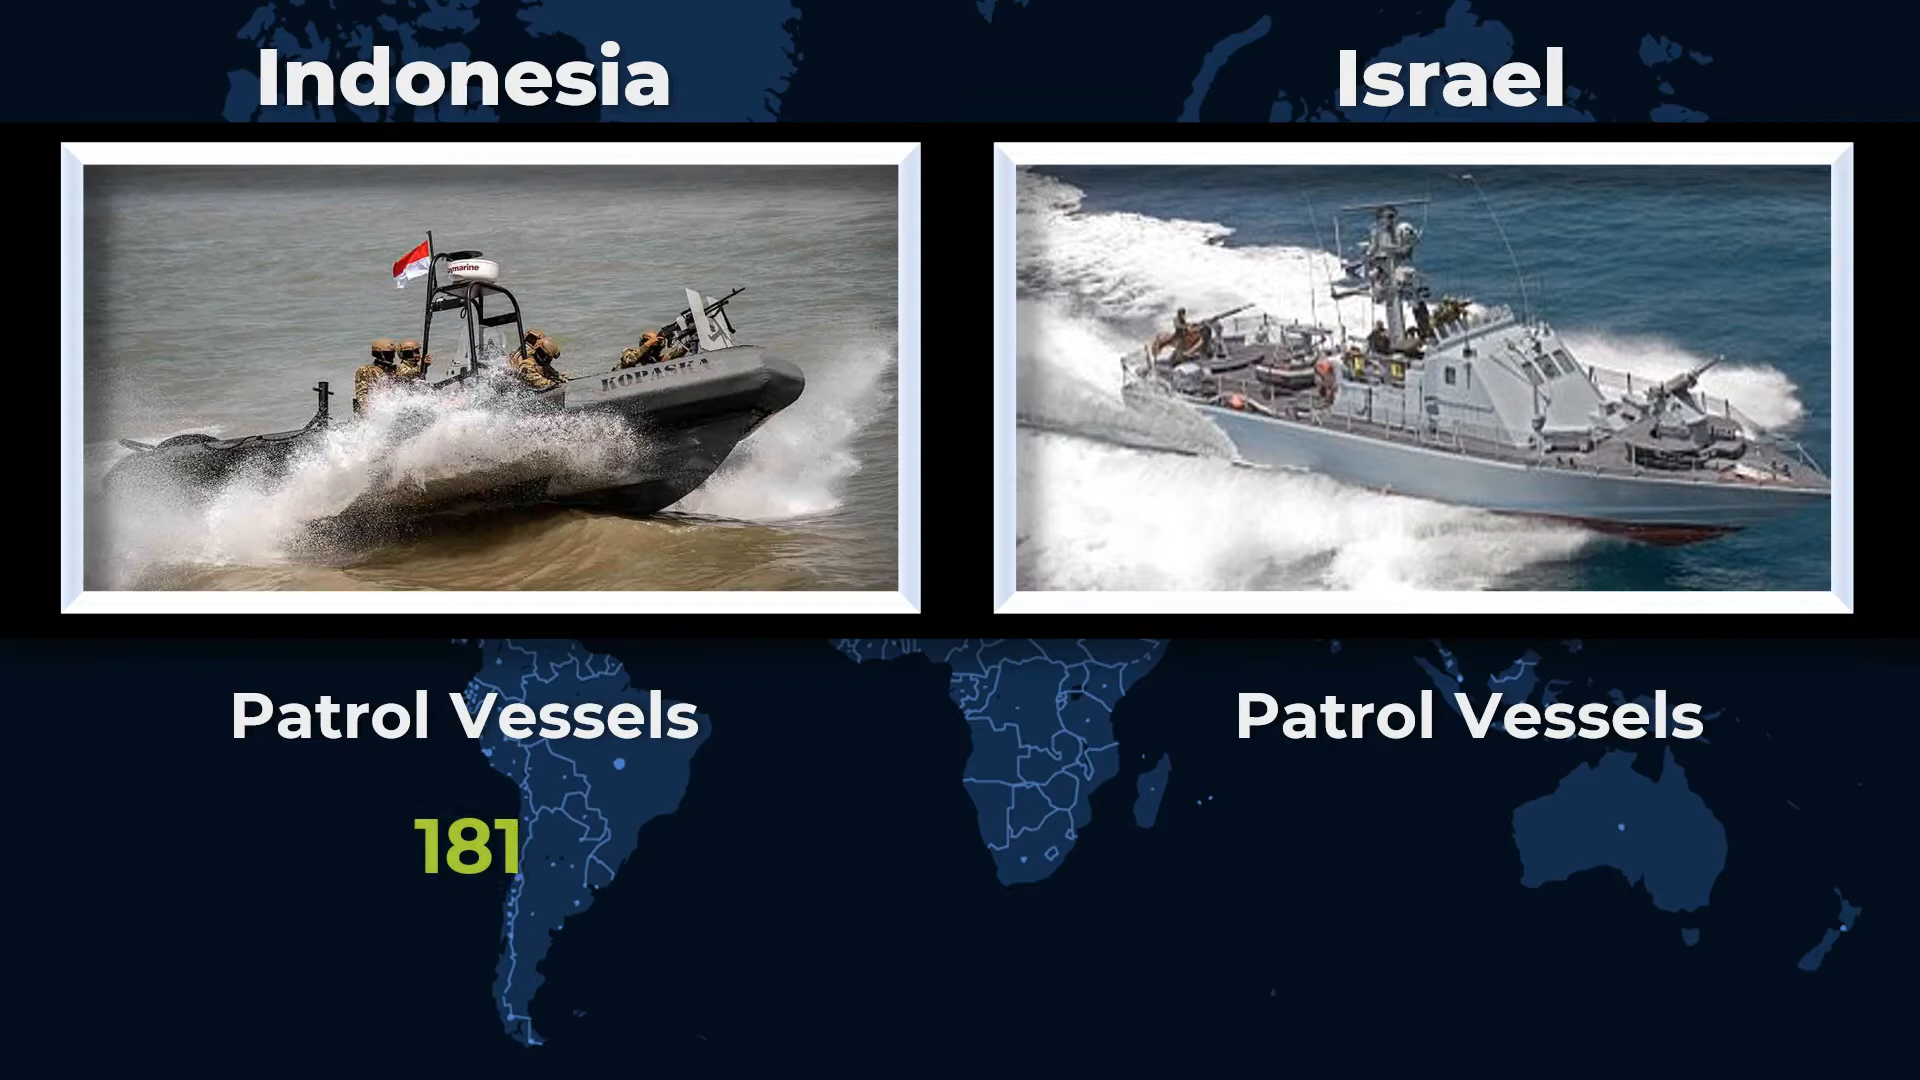 Indonesia
Israel
marine
KOPASKA
Patrol Vessels
Patrol Vessels
181